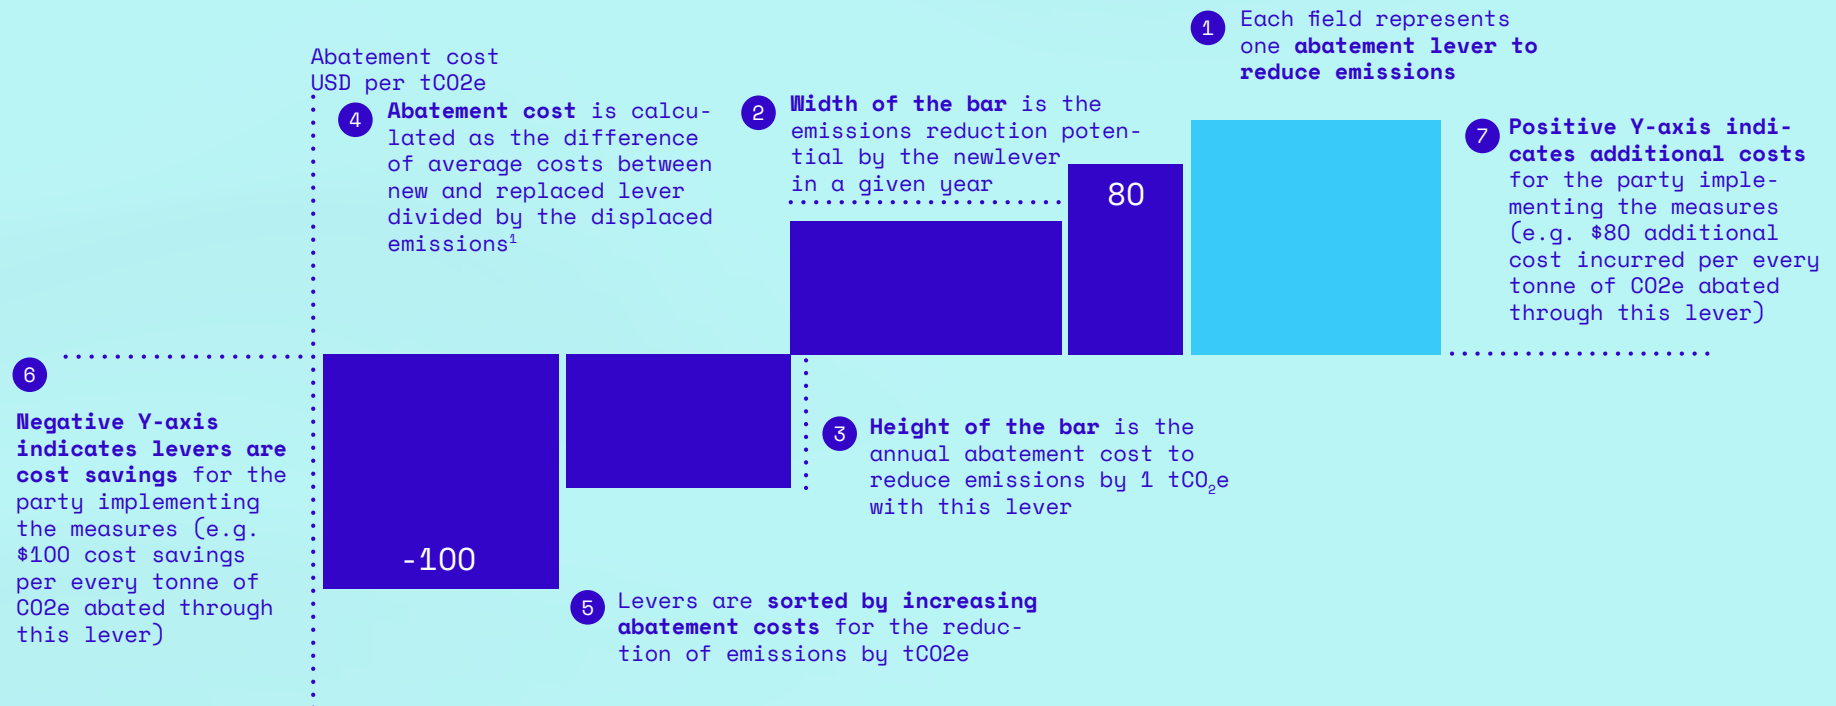 Abatement cost
USD per tCO2e
1
Each field represents
one abatement lever to
reduce emissions
2
Width of the bar is the
emissions reduction poten-
tial by the newlever
in a given year
3
Height of the bar is the
annual abatement cost to
reduce emissions by 1 tCO₂e
with this lever
4
Abatement cost is calcu-
lated as the difference
of average costs between
new and replaced lever
divided by the displaced
emissions¹
5
Levers are sorted by increasing
abatement costs for the reduc-
tion of emissions by tCO2e
6
Negative Y-axis
indicates levers are
cost savings for the
party implementing
the measures (e.g.
$100 cost savings
per every tonne of
CO2e abated through
this lever)
7
Positive Y-axis indi-
cates additional costs
for the party imple-
menting the measures
(e.g. $80 additional
cost incurred per every
tonne of CO2e abated
through this lever)
80
-100